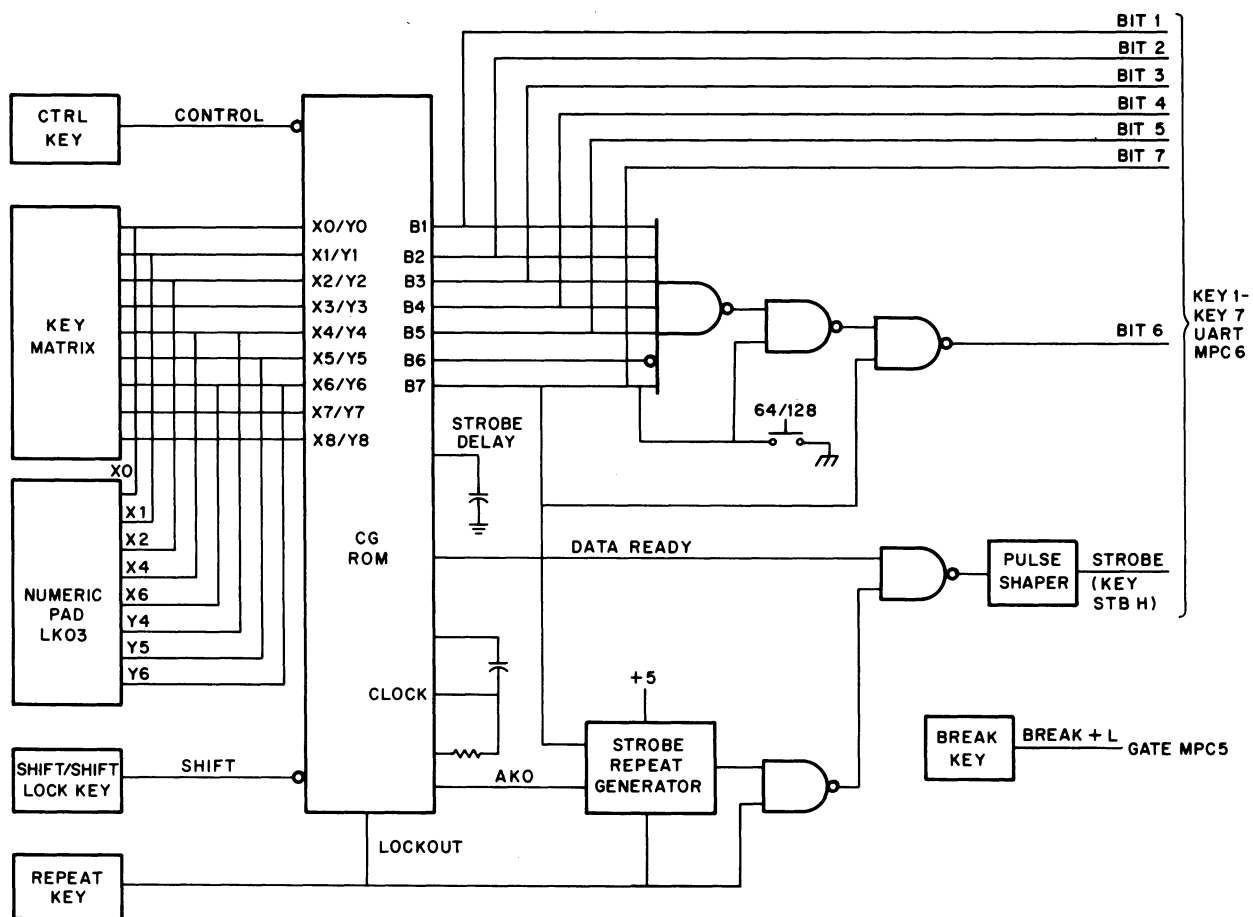 BIT 1
BIT 2
BIT 3
BIT 4
BIT 5
BIT 7
CTRL
KEY
CONTROL
KEY
MATRIX
X0/Y0
X1/Y1
X2/Y2
X3/Y3
X4/Y4
X5/Y5
X6/Y6
X7/Y7
X8/Y8
B1
B2
B3
B4
B5
B6
B7
BIT 6
KEY 1-
KEY 7
UART
MPC6
64/128
STROBE
DELAY
X0
X1
X2
X4
X6
Y4
Y5
Y6
NUMERIC
PAD
LK03
CG
ROM
DATA READY
PULSE
SHAPER
STROBE
(KEY
STB H)
CLOCK
+5
STROBE
REPEAT
GENERATOR
AKO
BREAK
KEY
BREAK + L
GATE MPC5
SHIFT/SHIFT
LOCK KEY
SHIFT
LOCKOUT
REPEAT
KEY